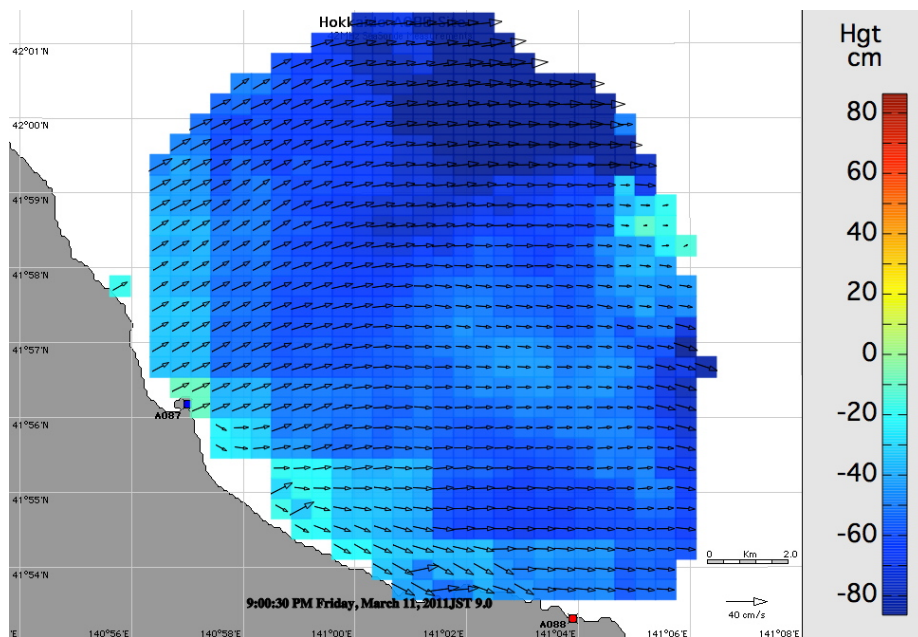 Hgt
cm
42°01'N
80
60
42°00'N
40
41°59'N
20
41°58'N
0
41°57'N
-20
A087
41°56'N
-40
41°55'N
-60
0 Km 2.0
41°54'N
-80
9:00:30 PM Friday, March 11, 2011JST 9.0
40 cm/s
A088
140°56'E 140°58'E 141°00'E 141°02'E 141°04'E 141°06'E 141°08'E